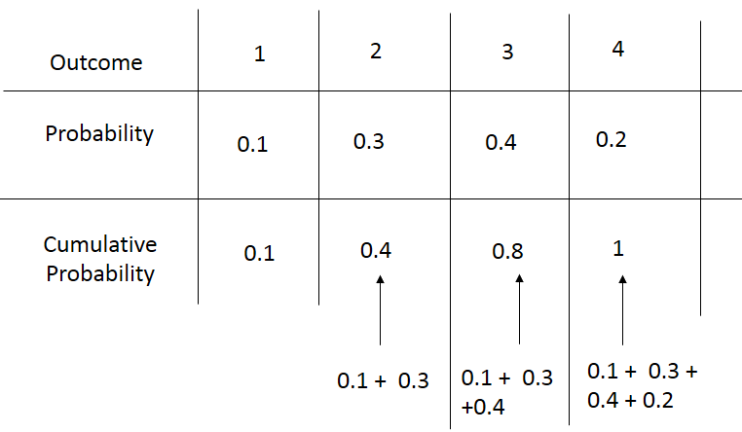 Outcome 1 2 3 4
Probability 0.1 0.3 0.4 0.2
Cumulative
Probability 0.1 0.4 0.8 1
0.1 + 0.3
0.1 + 0.3
+0.4
0.1 + 0.3 +
0.4 + 0.2